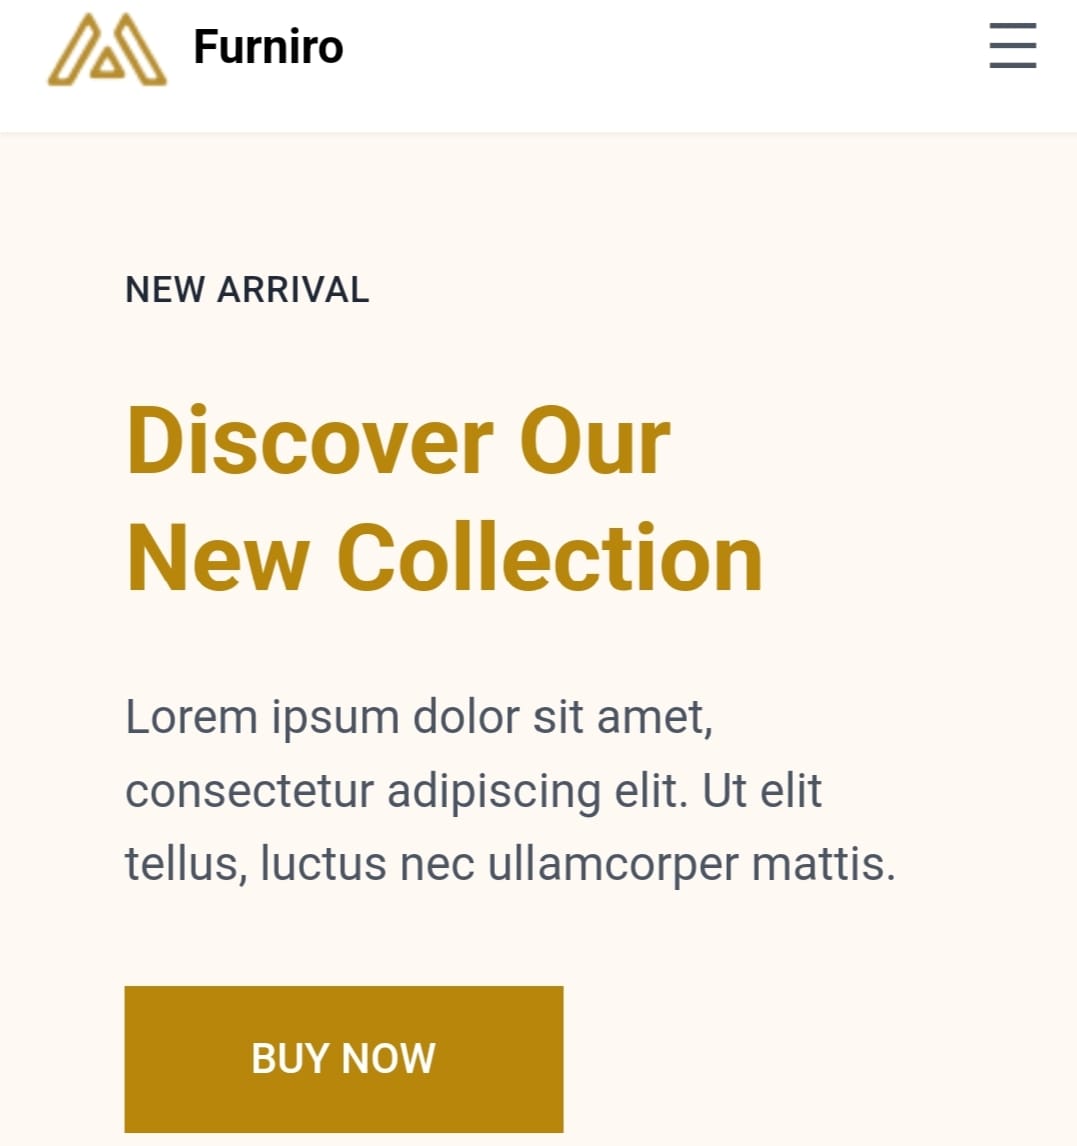 Furniro
NEW ARRIVAL
Discover Our
New Collection
Lorem ipsum dolor sit amet,
consectetur adipiscing elit. Ut elit
tellus, luctus nec ullamcorper mattis.
BUY NOW